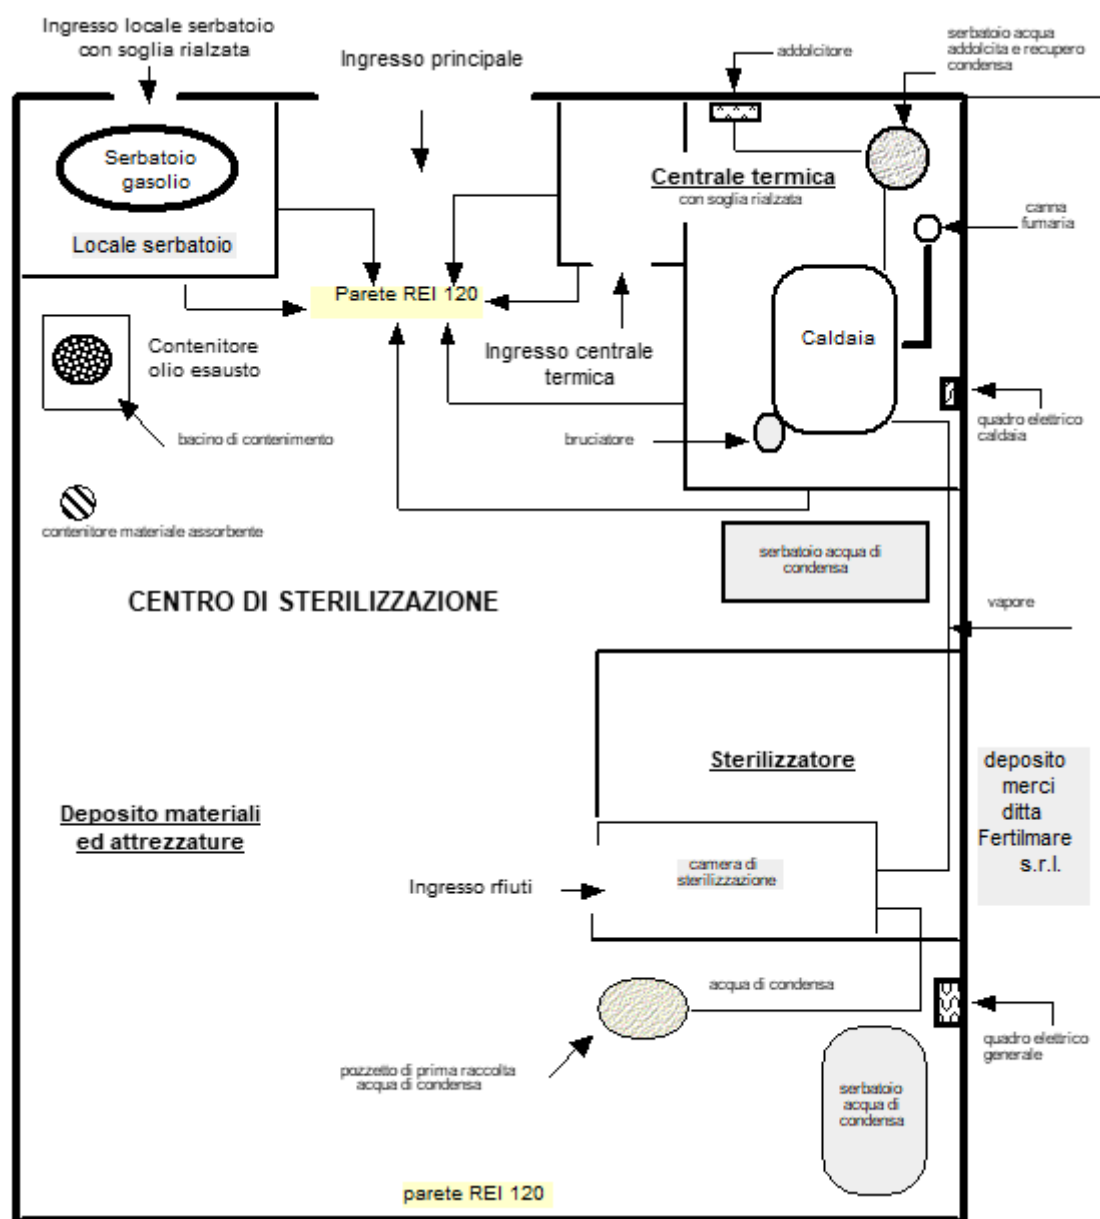 Ingresso locale serbatoio
con soglia rialzata
Ingresso principale
addolcitore
serbatoio acqua
addolcita e recupero
condensa
Serbatoio
gasolio
Locale serbatoio
Centrale termica
con soglia rialzata
canna
fumaria
Parete REI 120
Caldaia
Contenitore
olio esausto
Ingresso centrale
termica
bacino di contenimento
bruciatore
quadro elettrico
caldaia
contenitore materiale assorbente
serbatoio acqua di
condensa
CENTRO DI STERILIZZAZIONE
vapore
Sterilizzatore
deposito
merci
ditta
Fertilmare
s.r.l.
Deposito materiali
ed attrezzature
camera di
sterilizzazione
Ingresso rfiuti
acqua di condensa
quadro elettrico
generale
pozzetto di prima raccolta
acqua di condensa
serbatoio
acqua di
condensa
parete REI 120